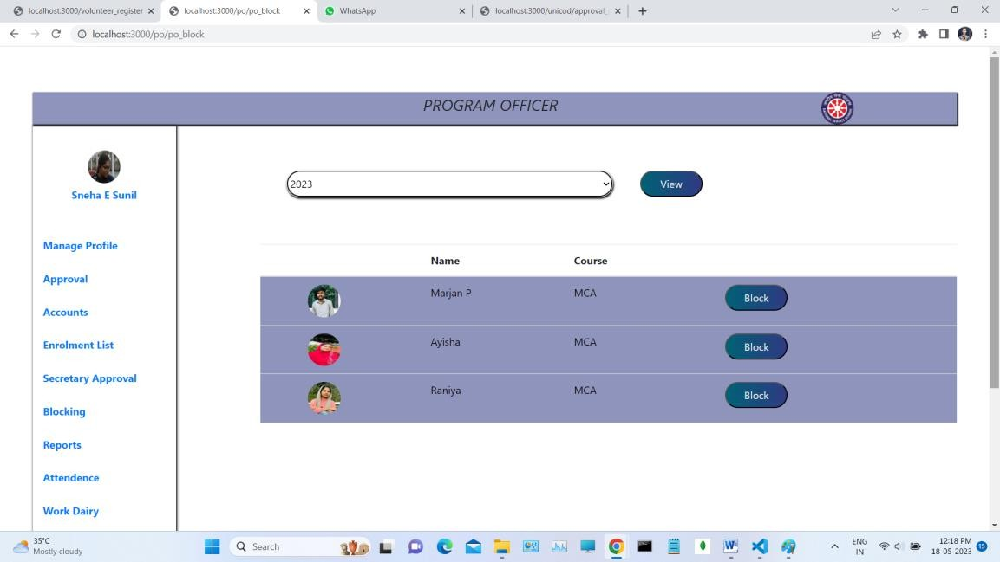 localhost:3000/volunteer_register
localhost:3000/po/po_block
WhatsApp
localhost:3000/unicod/approval_
localhost:3000/po/po_block
PROGRAM OFFICER
2023
View
Sneha E Sunil
Manage Profile
Approval
Accounts
Enrolment List
Secretary Approval
Blocking
Reports
Attendence
Work Dairy
Name Course
Marjan P MCA Block
Ayisha MCA Block
Raniya MCA Block
35°C
Mostly cloudy
Search
ENG
IN
12:18 PM
18-05-2023
15